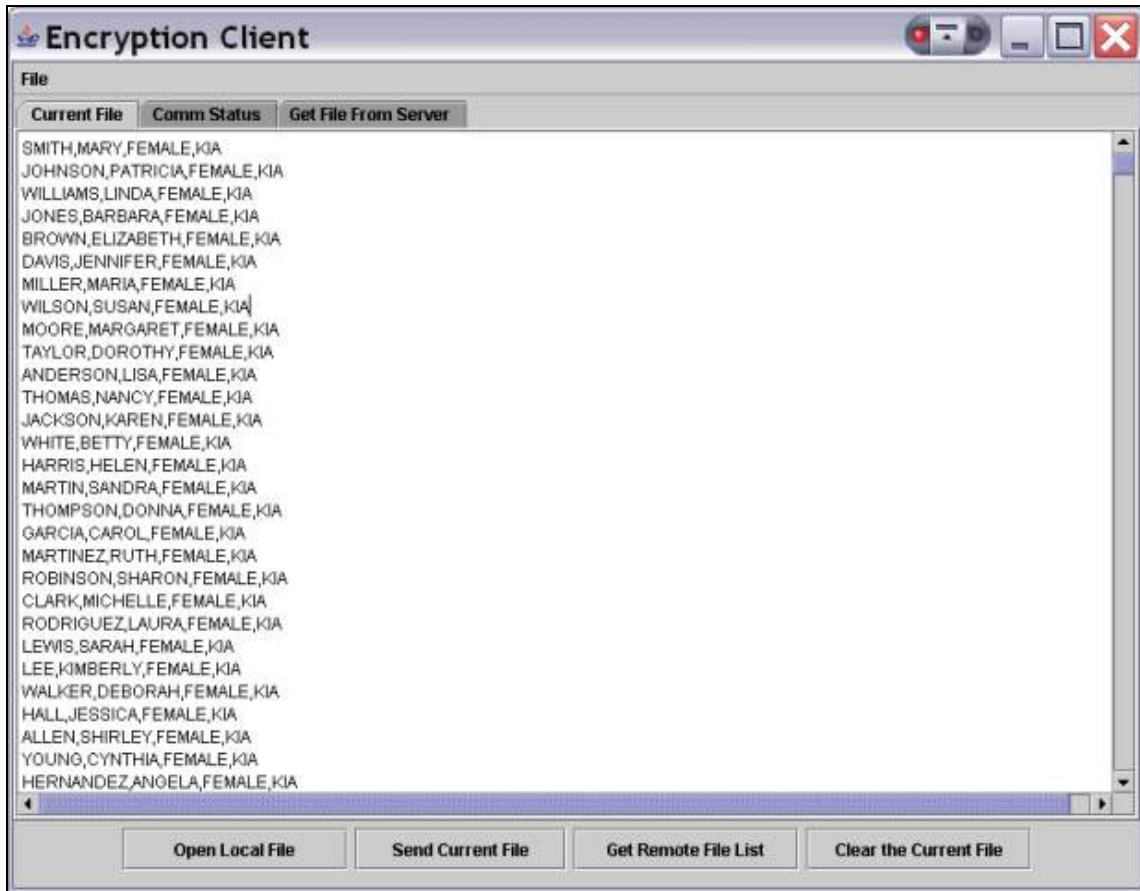 Encryption Client
File
Current File Comm Status Get File From Server
SMITH,MARY,FEMALE,KIA
JOHNSON,PATRICIA,FEMALE,KIA
WILLIAMS,LINDA,FEMALE,KIA
JONES,BARBARA,FEMALE,KIA
BROWN,ELIZABETH,FEMALE,KIA
DAVIS,JENNIFER,FEMALE,KIA
MILLER,MARIA,FEMALE,KIA
WILSON,SUSAN,FEMALE,KIA
MOORE,MARGARET,FEMALE,KIA
TAYLOR,DOROTHY,FEMALE,KIA
ANDERSON,LISA,FEMALE,KIA
THOMAS,NANCY,FEMALE,KIA
JACKSON,KAREN,FEMALE,KIA
WHITE,BETTY,FEMALE,KIA
HARRIS,HELEN,FEMALE,KIA
MARTIN,SANDRA,FEMALE,KIA
THOMPSON,DONNA,FEMALE,KIA
GARCIA,CAROL,FEMALE,KIA
MARTINEZ,RUTH,FEMALE,KIA
ROBINSON,SHARON,FEMALE,KIA
CLARK,MICHELLE,FEMALE,KIA
RODRIGUEZ,LAURA,FEMALE,KIA
LEWIS,SARAH,FEMALE,KIA
LEE,KIMBERLY,FEMALE,KIA
WALKER,DEBORAH,FEMALE,KIA
HALL,JESSICA,FEMALE,KIA
ALLEN,SHIRLEY,FEMALE,KIA
YOUNG,CYNTHIA,FEMALE,KIA
HERNANDEZ,ANGELA,FEMALE,KIA
Open Local File Send Current File Get Remote File List Clear the Current File